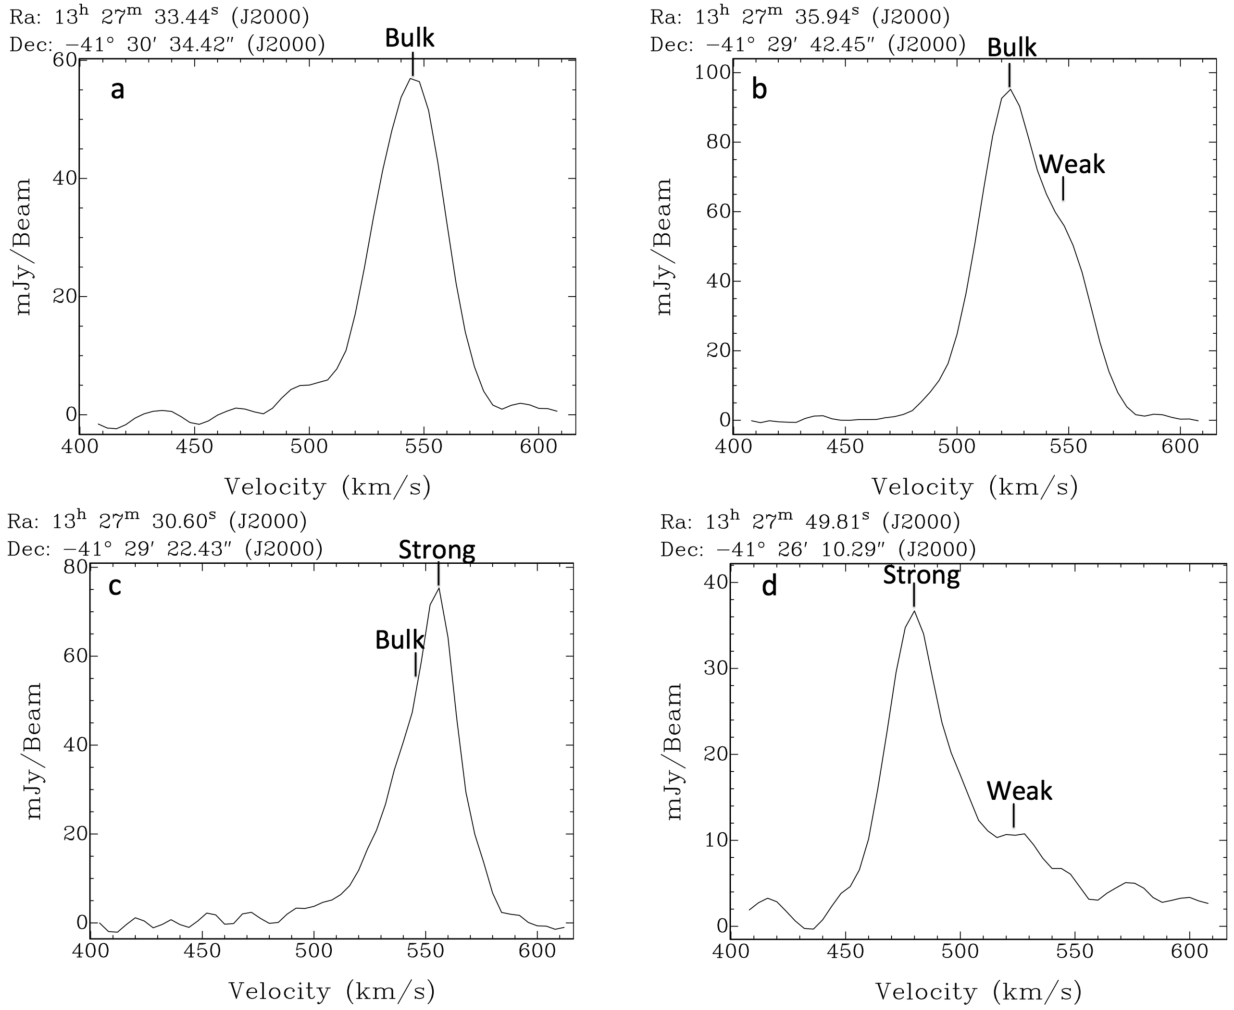 Ra: 13ʰ 27ᵐ 33.44ˢ (J2000)
Dec: −41° 30′ 34.42″ (J2000)
Bulk
a
60
40
20
0
mJy/Beam
400 450 500 550 600
Velocity (km/s)
Ra: 13ʰ 27ᵐ 35.94ˢ (J2000)
Dec: −41° 29′ 42.45″ (J2000)
Bulk
b
Weak
100
80
60
40
20
0
mJy/Beam
400 450 500 550 600
Velocity (km/s)
Ra: 13ʰ 27ᵐ 30.60ˢ (J2000)
Dec: −41° 29′ 22.43″ (J2000)
Strong
c
Bulk
80
60
40
20
0
mJy/Beam
400 450 500 550 600
Velocity (km/s)
Ra: 13ʰ 27ᵐ 49.81ˢ (J2000)
Dec: −41° 26′ 10.29″ (J2000)
Strong
d
Weak
40
30
20
10
0
mJy/Beam
400 450 500 550 600
Velocity (km/s)